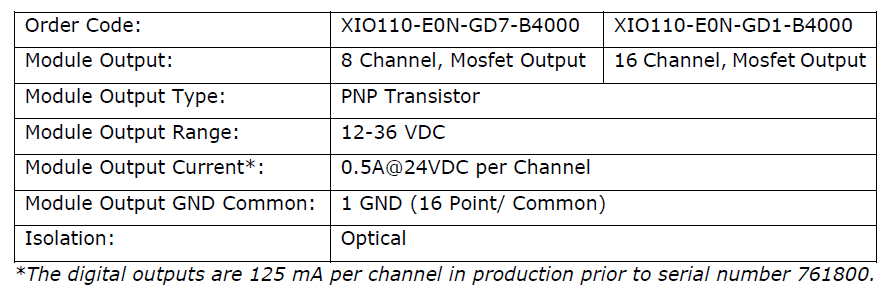 Order Code: XIO110-E0N-GD7-B4000 XIO110-E0N-GD1-B4000
Module Output: 8 Channel, Mosfet Output 16 Channel, Mosfet Output
Module Output Type: PNP Transistor
Module Output Range: 12-36 VDC
Module Output Current*: 0.5A@24VDC per Channel
Module Output GND Common: 1 GND (16 Point/ Common)
Isolation: Optical
*The digital outputs are 125 mA per channel in production prior to serial number 761800.